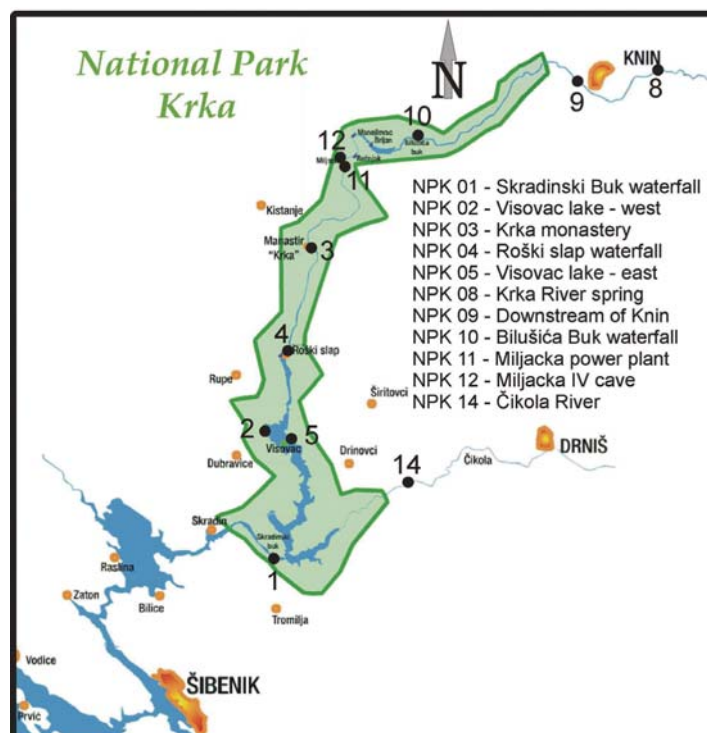 National Park
Krka
N
KNIN
9
8
10
12
11
Bilušića
buk
Kistanje
Manastir
"Krka"
3
NPK 01 - Skradinski Buk waterfall
NPK 02 - Visovac lake - west
NPK 03 - Krka monastery
NPK 04 - Roški slap waterfall
NPK 05 - Visovac lake - east
NPK 08 - Krka River spring
NPK 09 - Downstream of Knin
NPK 10 - Bilušića Buk waterfall
NPK 11 - Miljacka power plant
NPK 12 - Miljacka IV cave
NPK 14 - Čikola River
4
Roški slap
Rupe
Širitovci
2
5
Visovac
Dubravice
Drinovci
DRNIŠ
14
Čikola
Skradin
Skradinski
buk
1
Raslina
Zaton
Bilice
Tromilja
Vodice
ŠIBENIK
Prvić